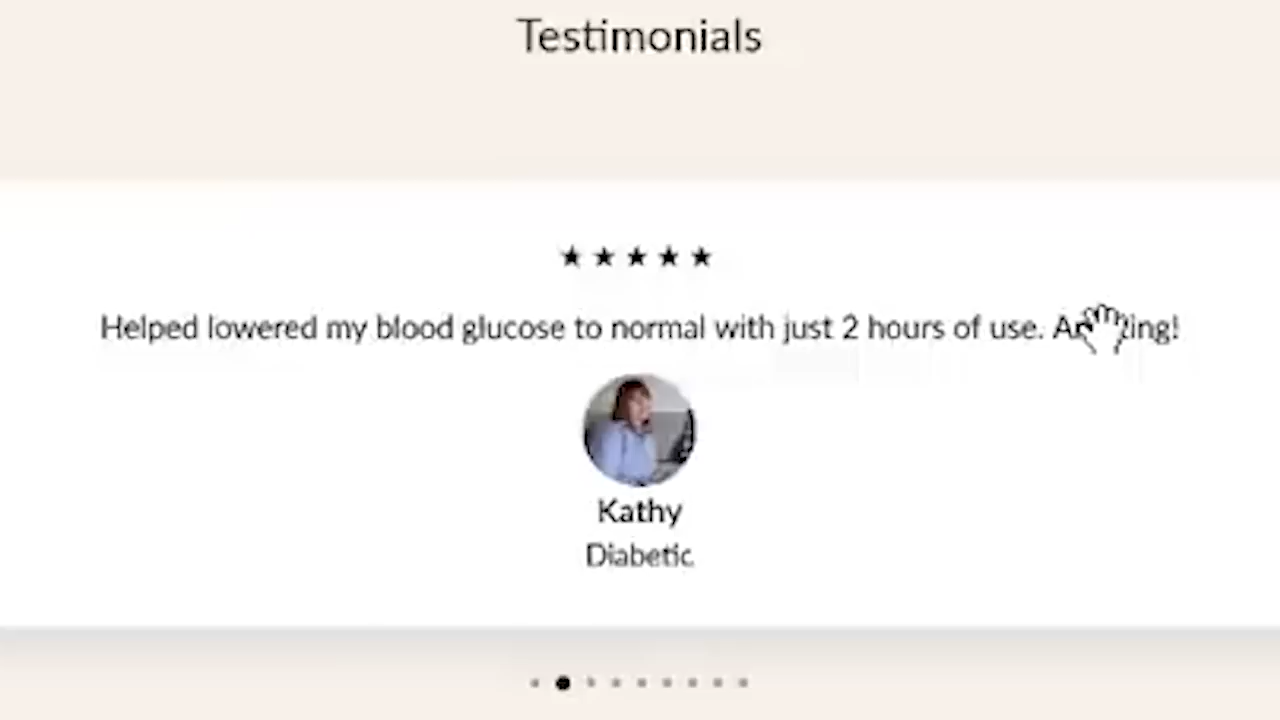 Testimonials
★★★★★
Helped lowered my blood glucose to normal with just 2 hours of use.
Kathy
Diabetic